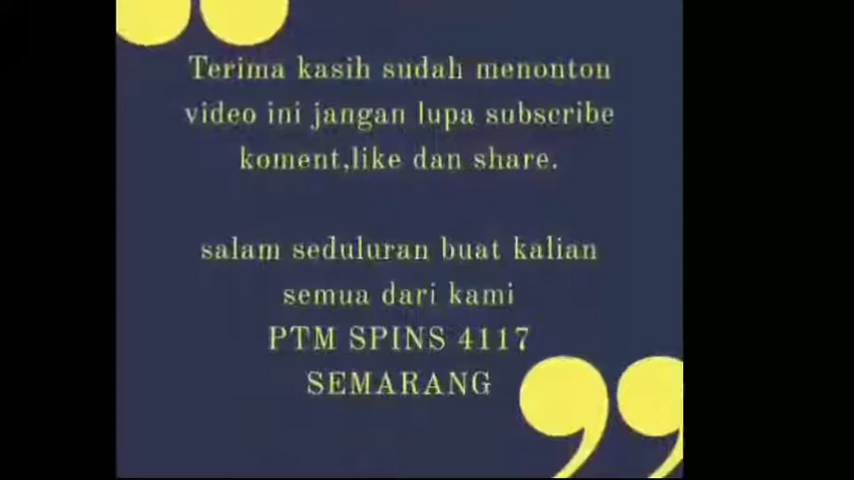 Terima kasih sudah menonton
video ini jangan lupa subscribe
koment,like dan share.
salam seduluran buat kalian
semua dari kami
PTM SPINS 4117
SEMARANG